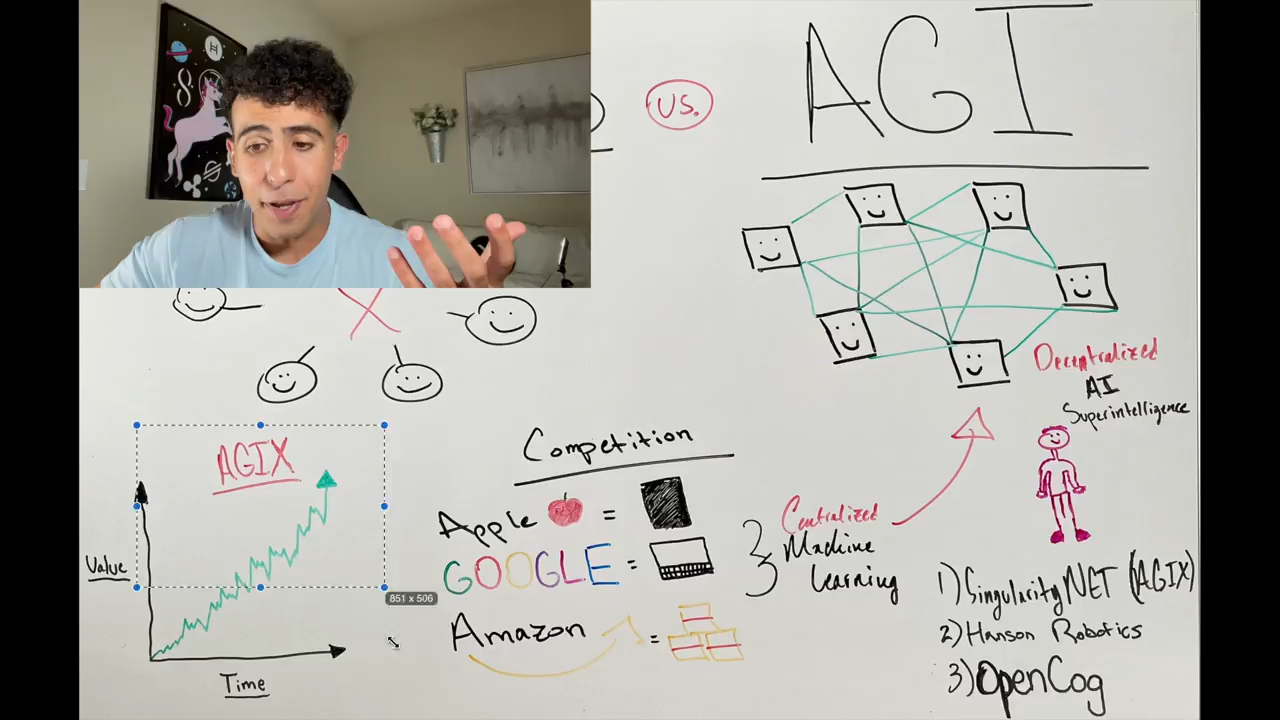 VS.
AGI
Decentralized
AI
Superintelligence
AGIX
Value
Time
851 x 506
Competition
Apple =
GOOGLE =
Amazon =
Centralized
Machine
Learning
1) SingularityNET (AGIX)
2) Hanson Robotics
3) OpenCog